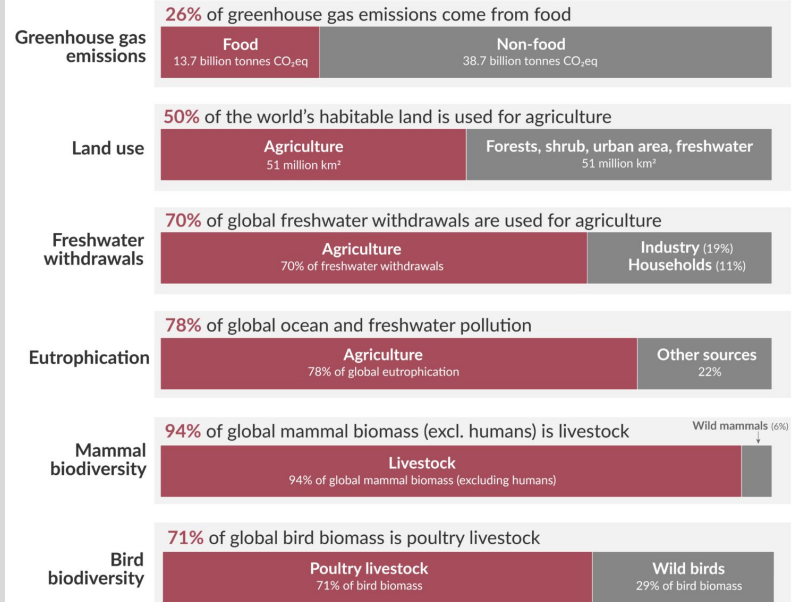 26% of greenhouse gas emissions come from food
Greenhouse gas
emissions
Food
13.7 billion tonnes CO₂eq
Non-food
38.7 billion tonnes CO₂eq
50% of the world's habitable land is used for agriculture
Land use
Agriculture
51 million km²
Forests, shrub, urban area, freshwater
51 million km²
70% of global freshwater withdrawals are used for agriculture
Freshwater
withdrawals
Agriculture
70% of freshwater withdrawals
Industry (19%)
Households (11%)
78% of global ocean and freshwater pollution
Eutrophication
Agriculture
78% of global eutrophication
Other sources
22%
94% of global mammal biomass (excl. humans) is livestock
Wild mammals (6%)
Mammal
biodiversity
Livestock
94% of global mammal biomass (excluding humans)
71% of global bird biomass is poultry livestock
Bird
biodiversity
Poultry livestock
71% of bird biomass
Wild birds
29% of bird biomass